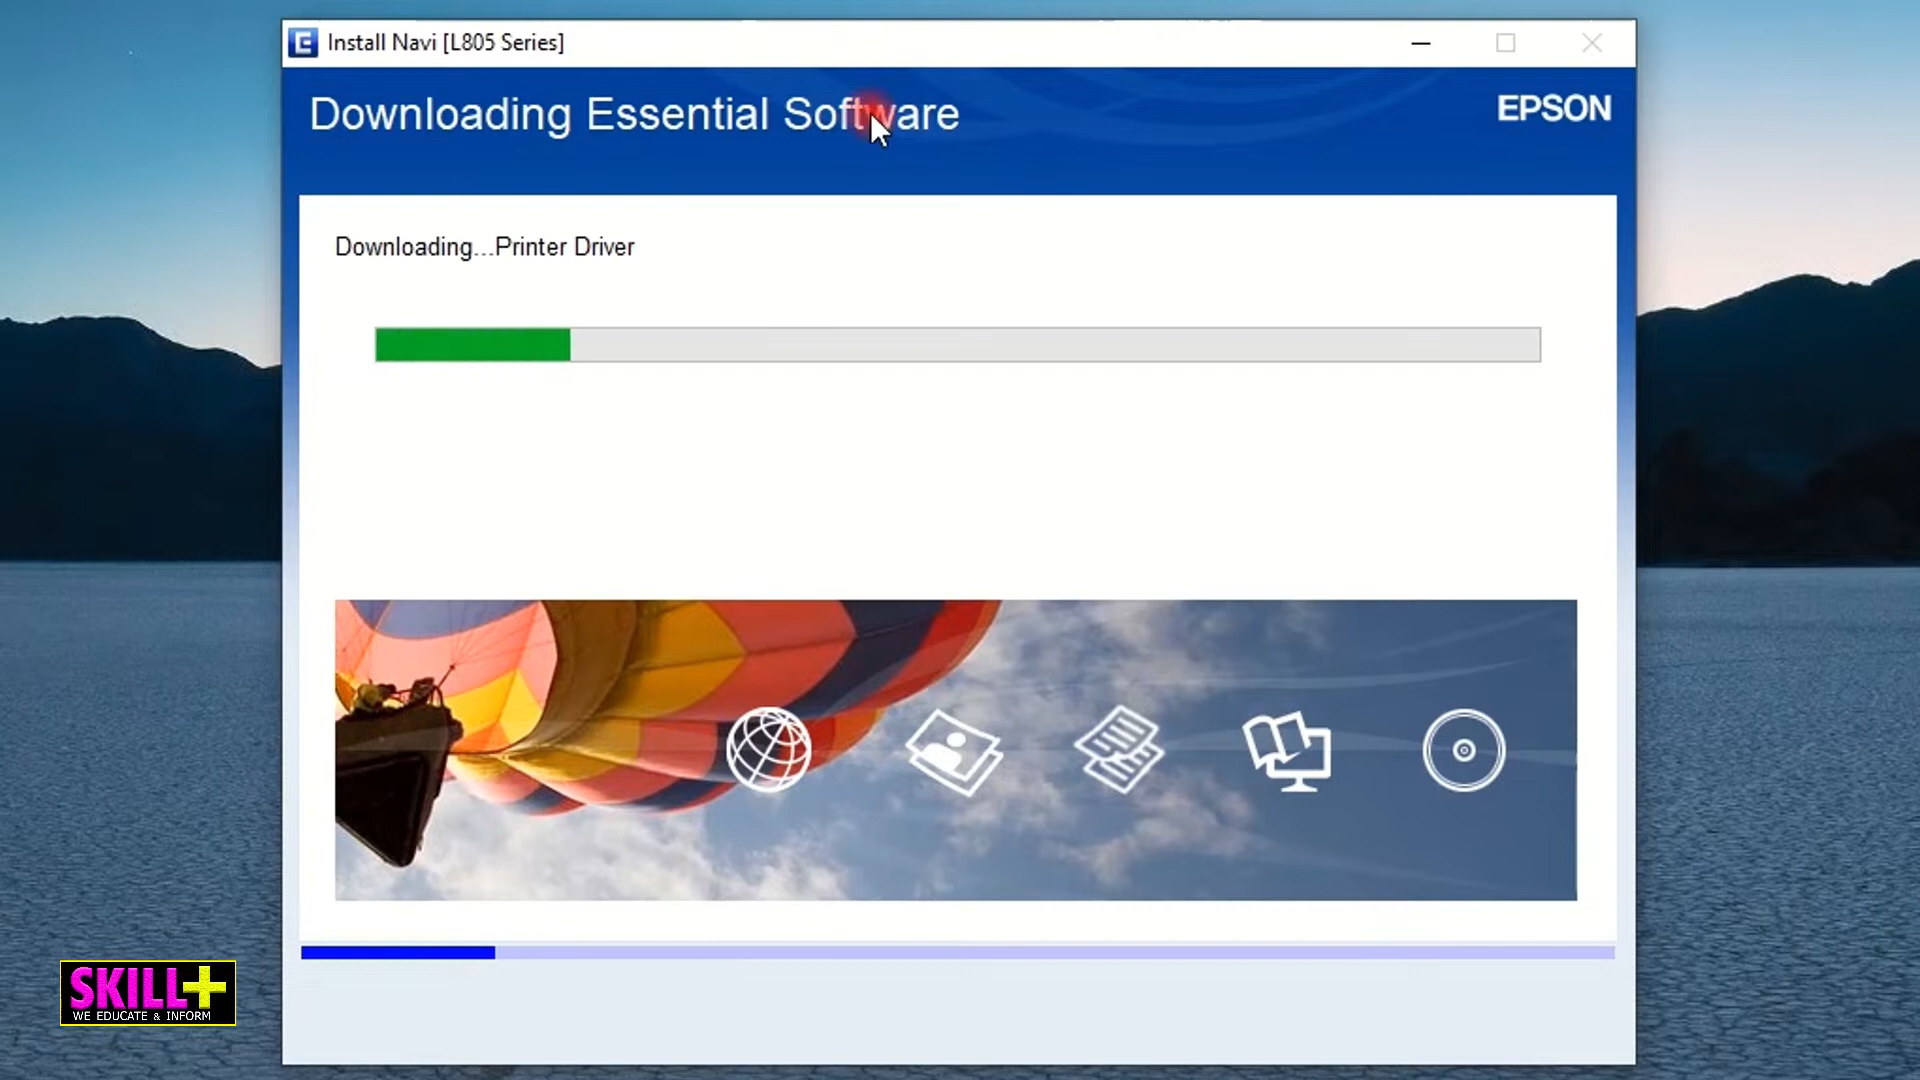 Install Navi [L805 Series]
Downloading Essential Software
EPSON
Downloading...Printer Driver
SKILL+
WE EDUCATE & INFORM